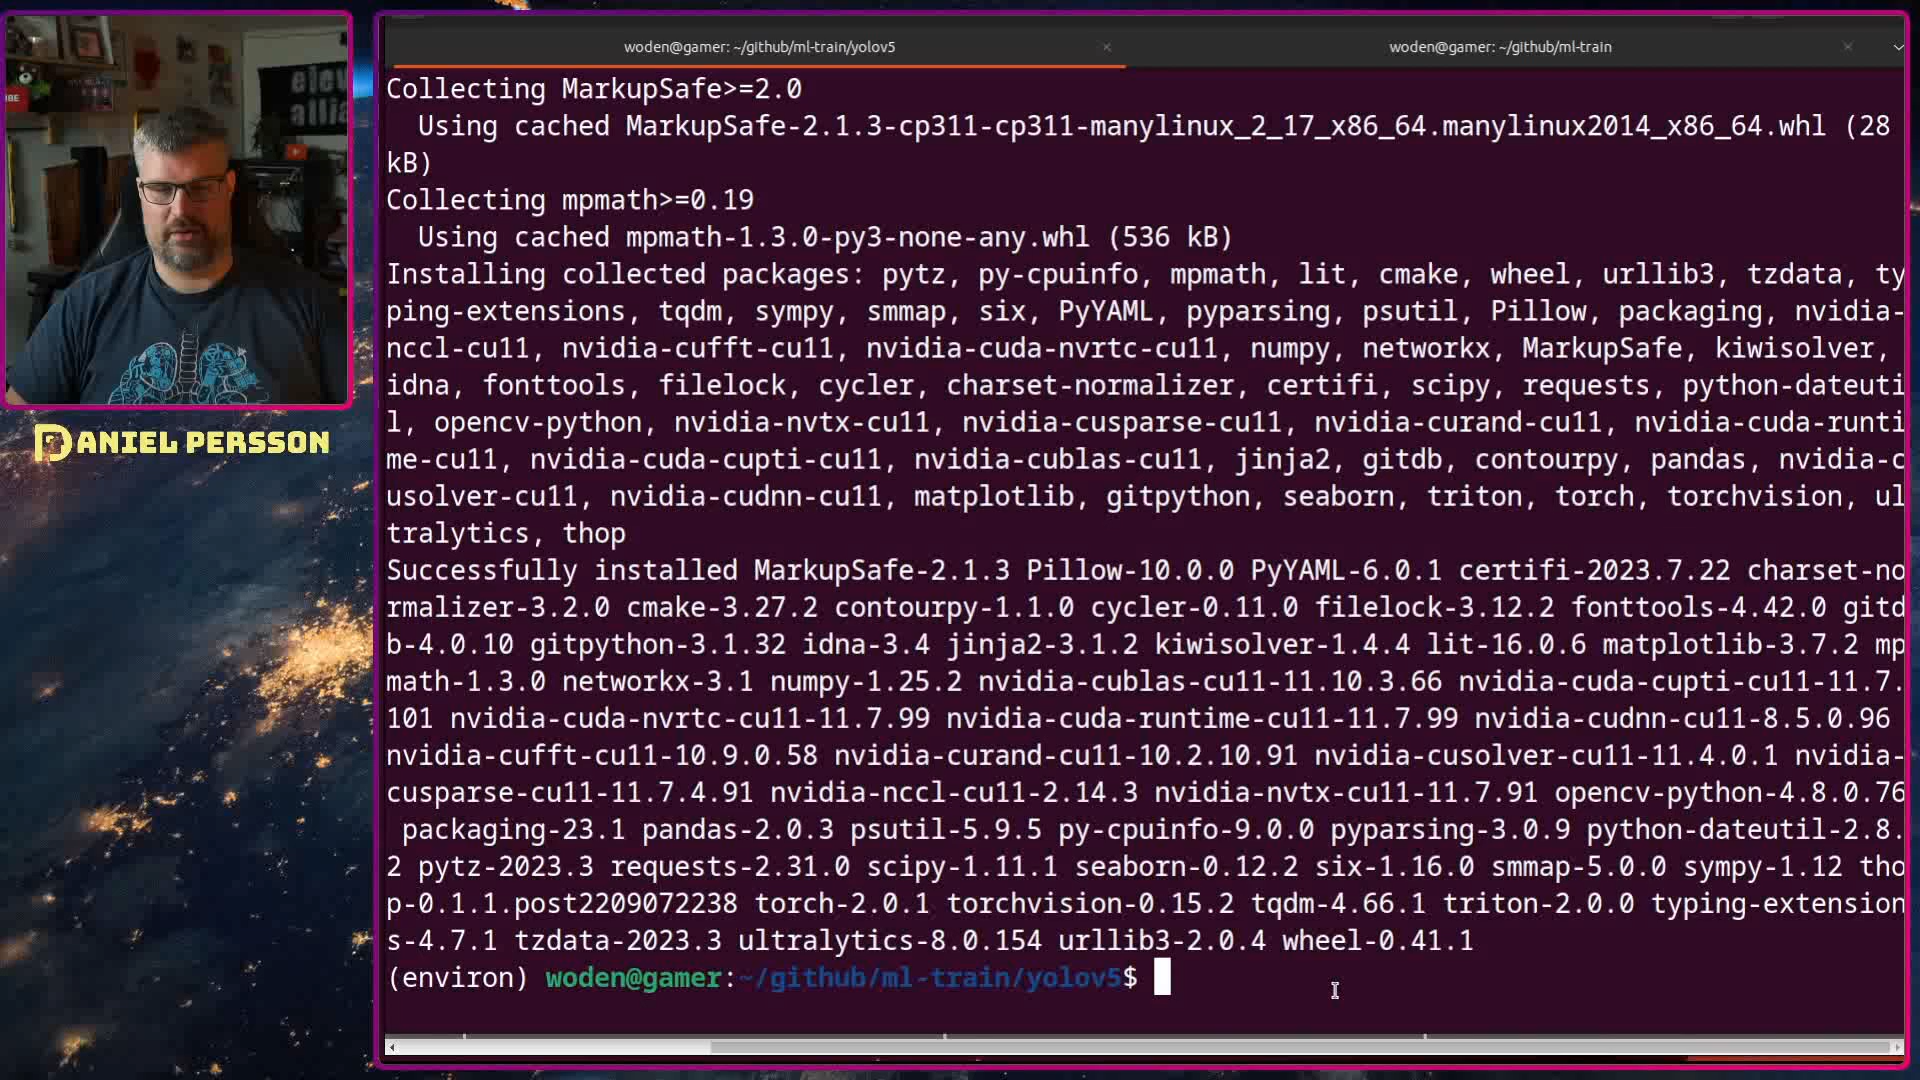 woden@gamer: ~/github/ml-train/yolov5
woden@gamer: ~/github/ml-train
Collecting MarkupSafe>=2.0
Using cached MarkupSafe-2.1.3-cp311-cp311-manylinux_2_17_x86_64.manylinux2014_x86_64.whl (28
kB)
Collecting mpmath>=0.19
Using cached mpmath-1.3.0-py3-none-any.whl (536 kB)
Installing collected packages: pytz, py-cpuinfo, mpmath, lit, cmake, wheel, urllib3, tzdata, ty
ping-extensions, tqdm, sympy, smmap, six, PyYAML, pyparsing, psutil, Pillow, packaging, nvidia-
nccl-cu11, nvidia-cufft-cu11, nvidia-cuda-nvrtc-cu11, numpy, networkx, MarkupSafe, kiwisolver,
idna, fonttools, filelock, cycler, charset-normalizer, certifi, scipy, requests, python-dateuti
l, opencv-python, nvidia-nvtx-cu11, nvidia-cusparse-cu11, nvidia-curand-cu11, nvidia-cuda-runti
me-cu11, nvidia-cuda-cupti-cu11, nvidia-cublas-cu11, jinja2, gitdb, contourpy, pandas, nvidia-c
usolver-cu11, nvidia-cudnn-cu11, matplotlib, gitpython, seaborn, triton, torch, torchvision, ul
tralytics, thop
Successfully installed MarkupSafe-2.1.3 Pillow-10.0.0 PyYAML-6.0.1 certifi-2023.7.22 charset-no
rmalizer-3.2.0 cmake-3.27.2 contourpy-1.1.0 cycler-0.11.0 filelock-3.12.2 fonttools-4.42.0 gitd
b-4.0.10 gitpython-3.1.32 idna-3.4 jinja2-3.1.2 kiwisolver-1.4.4 lit-16.0.6 matplotlib-3.7.2 mp
math-1.3.0 networkx-3.1 numpy-1.25.2 nvidia-cublas-cu11-11.10.3.66 nvidia-cuda-cupti-cu11-11.7.
101 nvidia-cuda-nvrtc-cu11-11.7.99 nvidia-cuda-runtime-cu11-11.7.99 nvidia-cudnn-cu11-8.5.0.96
nvidia-cufft-cu11-10.9.0.58 nvidia-curand-cu11-10.2.10.91 nvidia-cusolver-cu11-11.4.0.1 nvidia-
cusparse-cu11-11.7.4.91 nvidia-nccl-cu11-2.14.3 nvidia-nvtx-cu11-11.7.91 opencv-python-4.8.0.76
packaging-23.1 pandas-2.0.3 psutil-5.9.5 py-cpuinfo-9.0.0 pyparsing-3.0.9 python-dateutil-2.8.
2 pytz-2023.3 requests-2.31.0 scipy-1.11.1 seaborn-0.12.2 six-1.16.0 smmap-5.0.0 sympy-1.12 tho
p-0.1.1.post2209072238 torch-2.0.1 torchvision-0.15.2 tqdm-4.66.1 triton-2.0.0 typing-extension
s-4.7.1 tzdata-2023.3 ultralytics-8.0.154 urllib3-2.0.4 wheel-0.41.1
(environ) woden@gamer:~/github/ml-train/yolov5$
DANIEL PERSSON